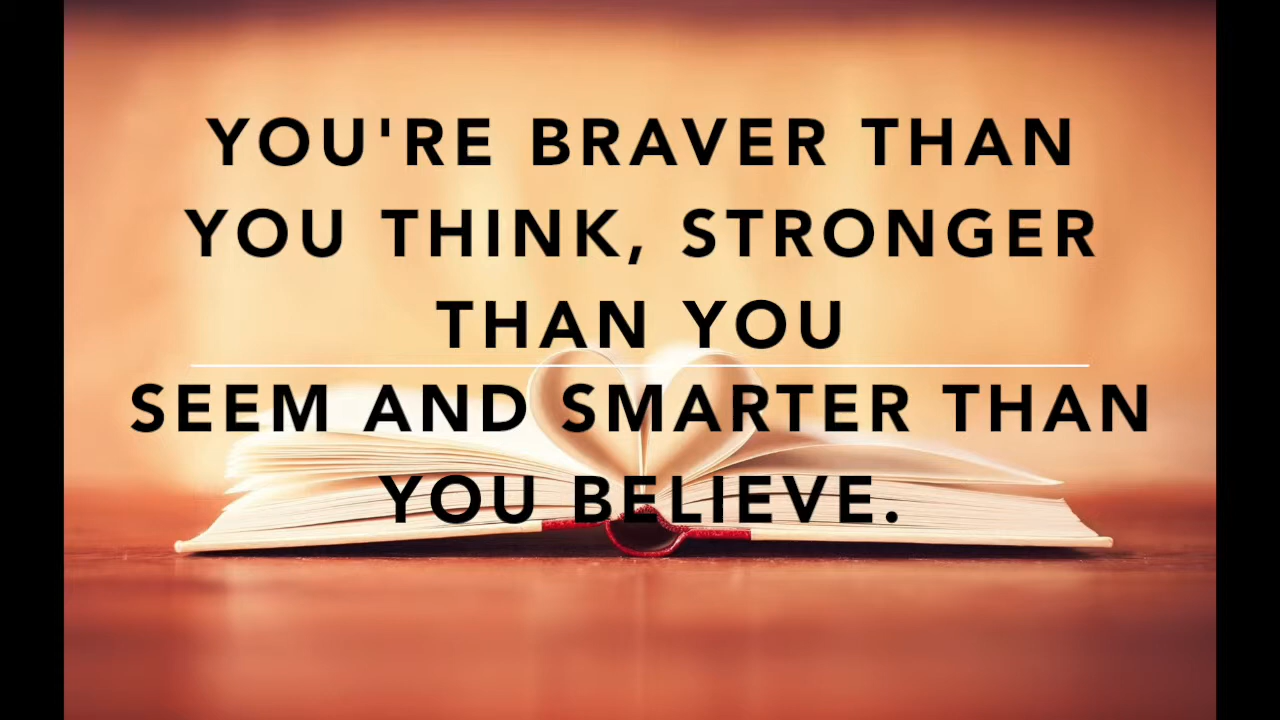 YOU'RE BRAVER THAN
YOU THINK, STRONGER
THAN YOU
SEEM AND SMARTER THAN
YOU BELIEVE.